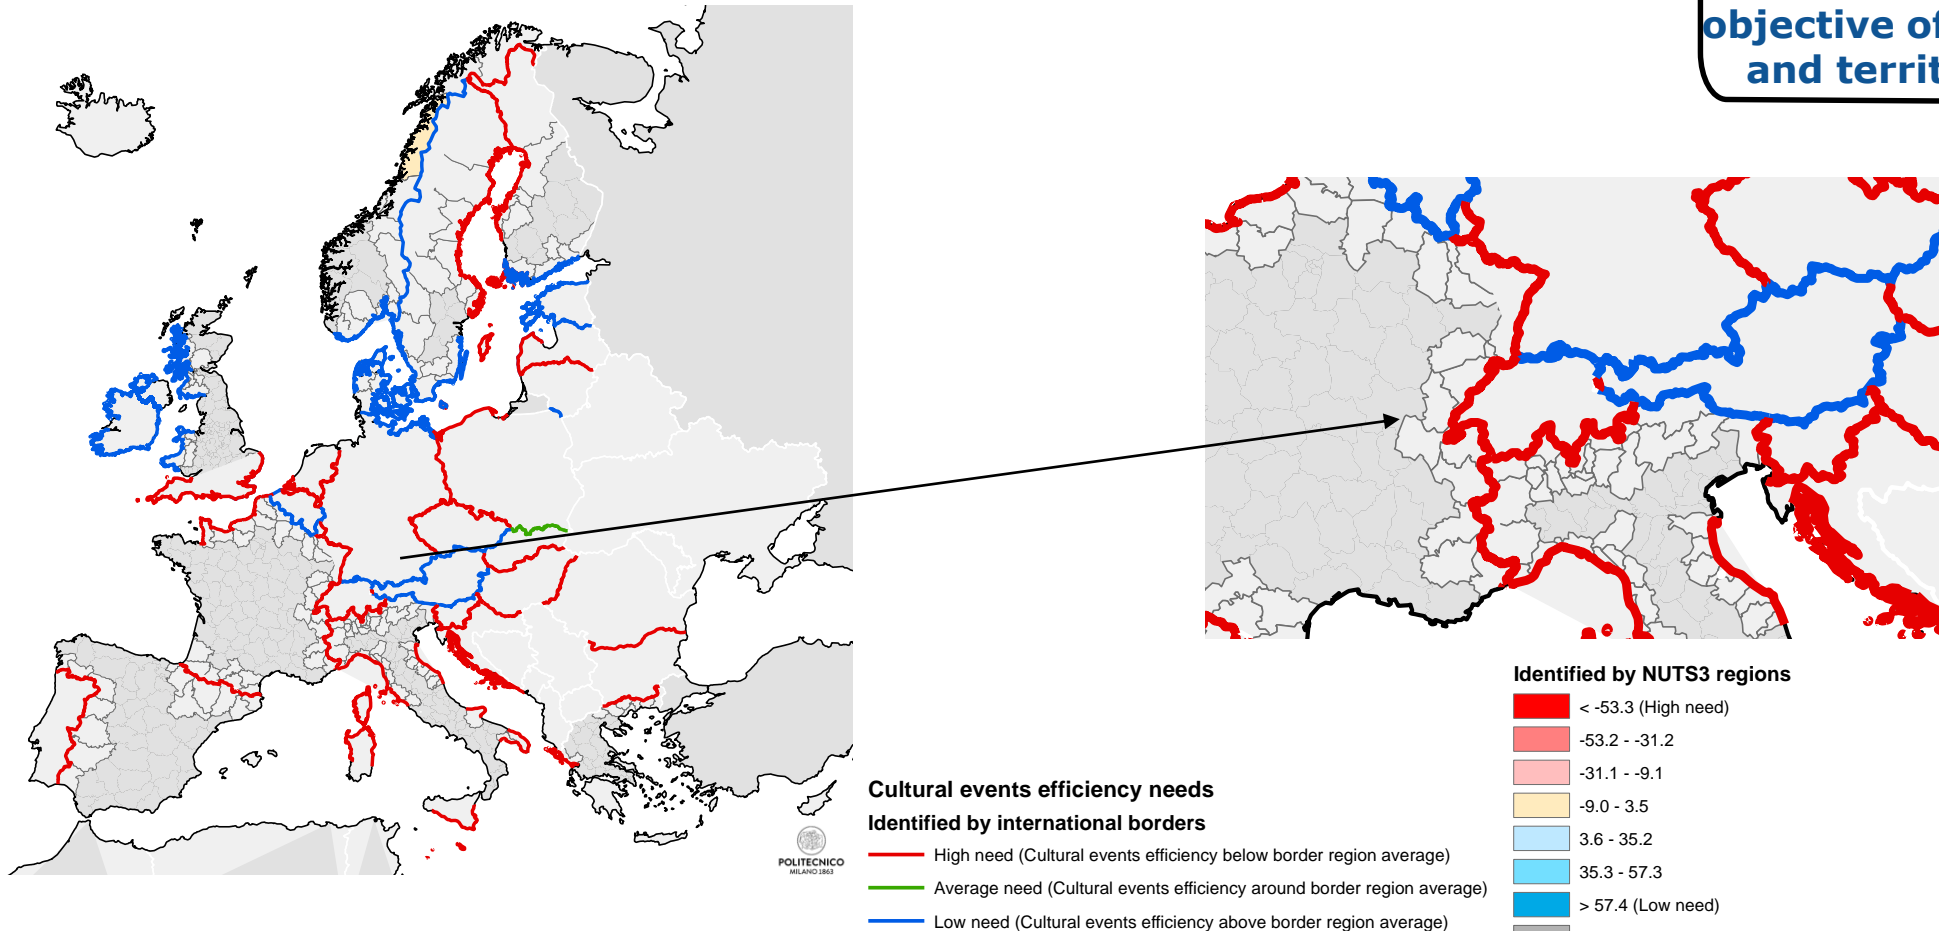 objective of
and territ
Identified by NUTS3 regions
< -53.3 (High need)
-53.2 - -31.2
-31.1 - -9.1
-9.0 - 3.5
3.6 - 35.2
35.3 - 57.3
> 57.4 (Low need)
Cultural events efficiency needs
Identified by international borders
High need (Cultural events efficiency below border region average)
Average need (Cultural events efficiency around border region average)
Low need (Cultural events efficiency above border region average)
POLITECNICO
MILANO 1863